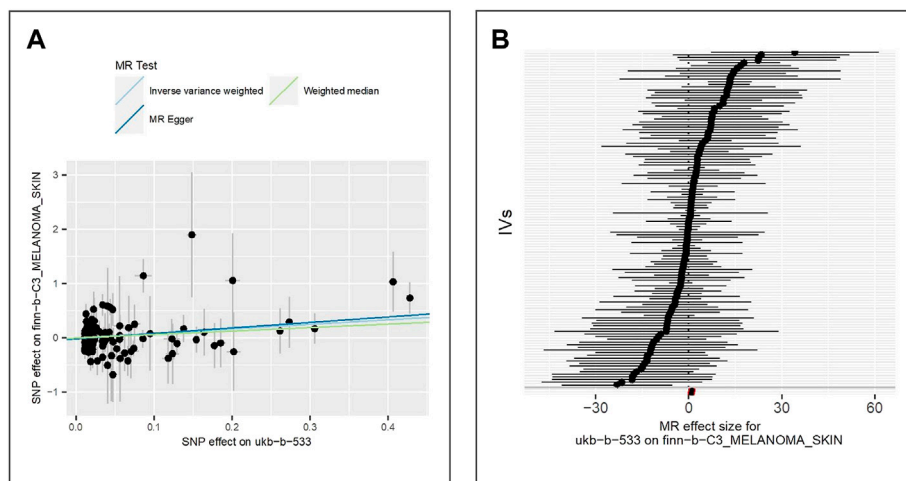 A
MR Test
Inverse variance weighted
Weighted median
MR Egger
SNP effect on finn-b-C3_MELANOMA_SKIN
3
2
1
0
−1
0.0
0.1
0.2
0.3
0.4
SNP effect on ukb-b-533
B
IVs
−30
0
30
60
MR effect size for
ukb-b-533 on finn-b-C3_MELANOMA_SKIN